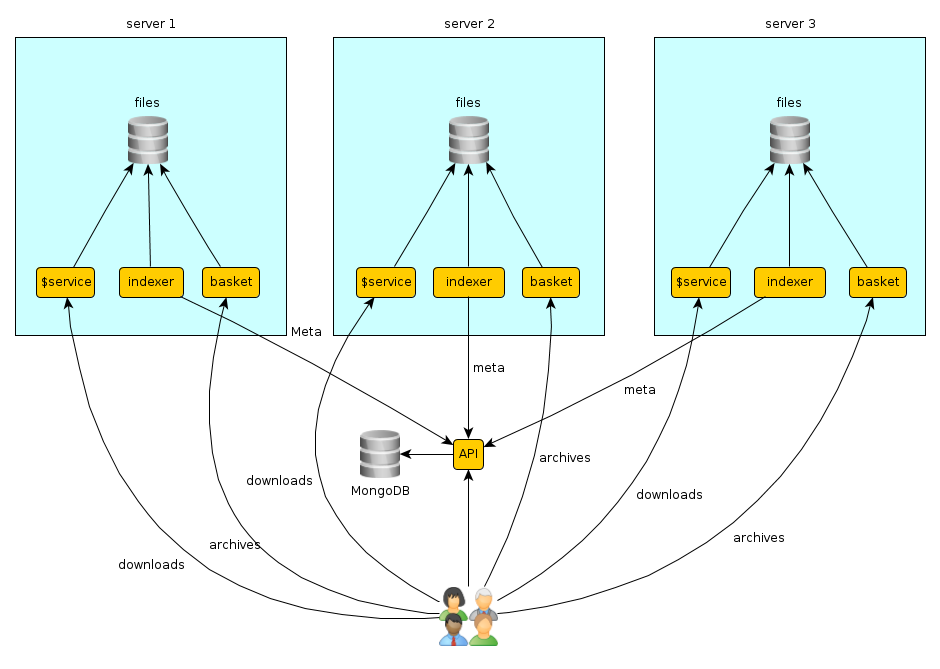 server 1
server 2
server 3
files
files
files
$service
indexer
basket
$service
indexer
basket
$service
indexer
basket
Meta
meta
meta
API
MongoDB
downloads
archives
downloads
archives
downloads
archives